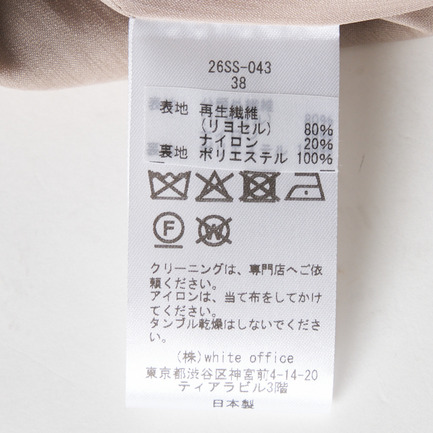 26SS-043
38
表地 再生繊維
(リヨセル) 80%
ナイロン 20%
裏地 ポリエステル 100%
F W
クリーニングは、専門店へご依
頼ください。
アイロンは、当て布をしてかけ
てください。
タンブル乾燥はしないでくださ
い。
(株)white office
東京都渋谷区神宮前4-14-20
ティアラビル3階
日本製